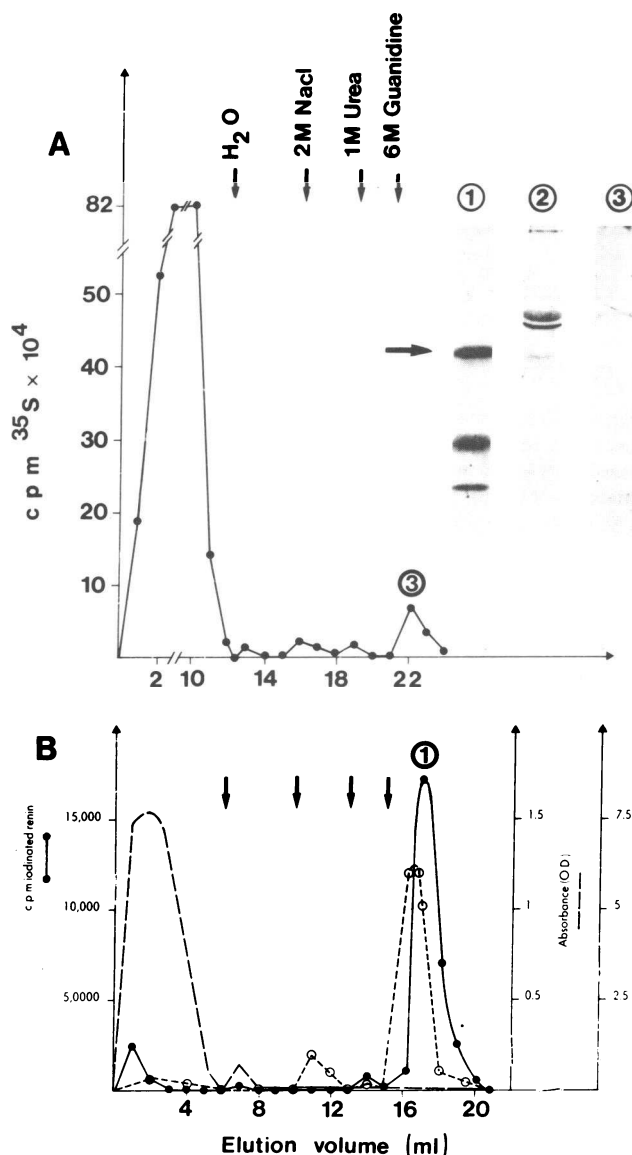 A
H2O
2M Nacl
1M Urea
6M Guanidine
① ② ③
82
50
40
30
20
10
cpm 35S × 10^4
③
2 10 14 18 22
B
①
cpm iodinated renin
15,000
10,000
5,0000
1.5
1
0.5
Absorbance (O D)
7.5
5
2.5
4 8 12 16 20
Elution volume (ml)